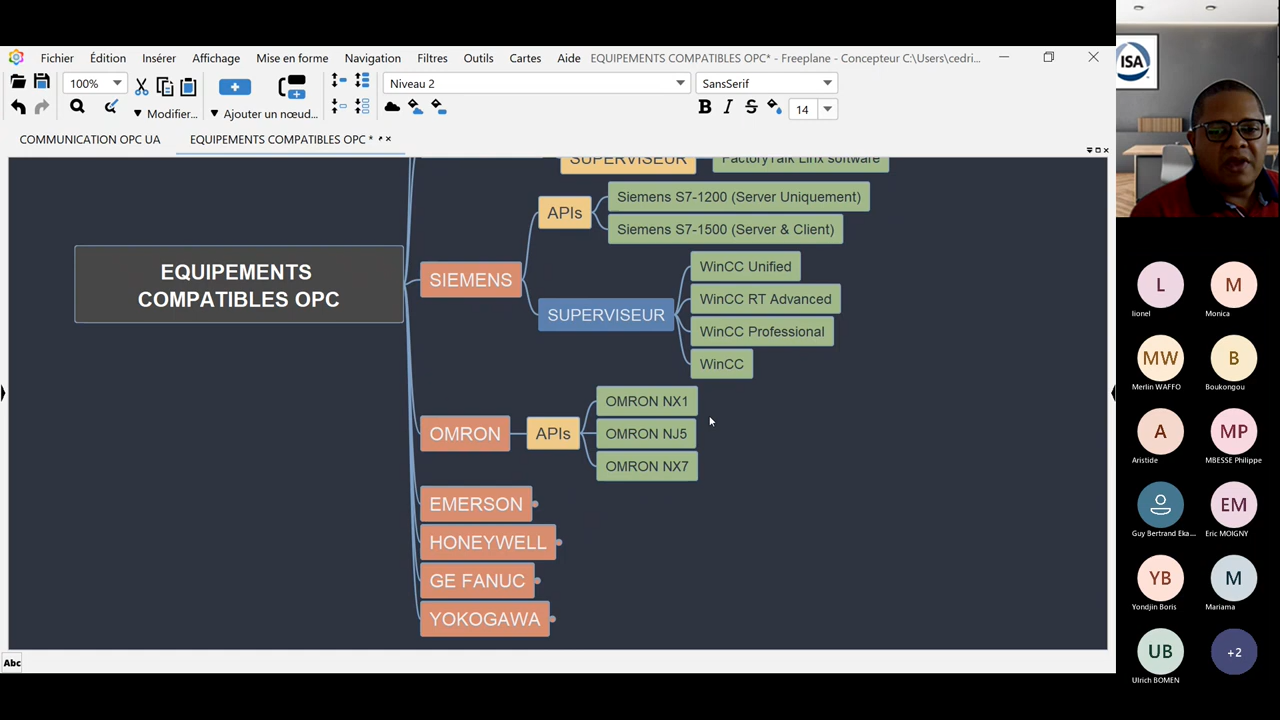 Fichier Édition Insérer Affichage Mise en forme Navigation Filtres Outils Cartes Aide EQUIPEMENTS COMPATIBLES OPC* - Freeplane - Concepteur C:\Users\cedri...
100% Niveau 2 SansSerif
Modifier... Ajouter un nœud... B I S 14
COMMUNICATION OPC UA EQUIPEMENTS COMPATIBLES OPC *
SUPERVISEUR FactoryTalk Linx software
EQUIPEMENTS
COMPATIBLES OPC
SIEMENS
APIs
Siemens S7-1200 (Server Uniquement)
Siemens S7-1500 (Server & Client)
SUPERVISEUR
WinCC Unified
WinCC RT Advanced
WinCC Professional
WinCC
OMRON
APIs
OMRON NX1
OMRON NJ5
OMRON NX7
EMERSON
HONEYWELL
GE FANUC
YOKOGAWA
Abc
ISA
L M
lionel Monica
MW B
Merlin WAFFO Boukongou
A MP
Aristide MBESSE Philippe
EM
Guy Bertrand Eka... Eric MOIGNY
YB M
Yondjin Boris Mariama
UB +2
Ulrich BOMEN